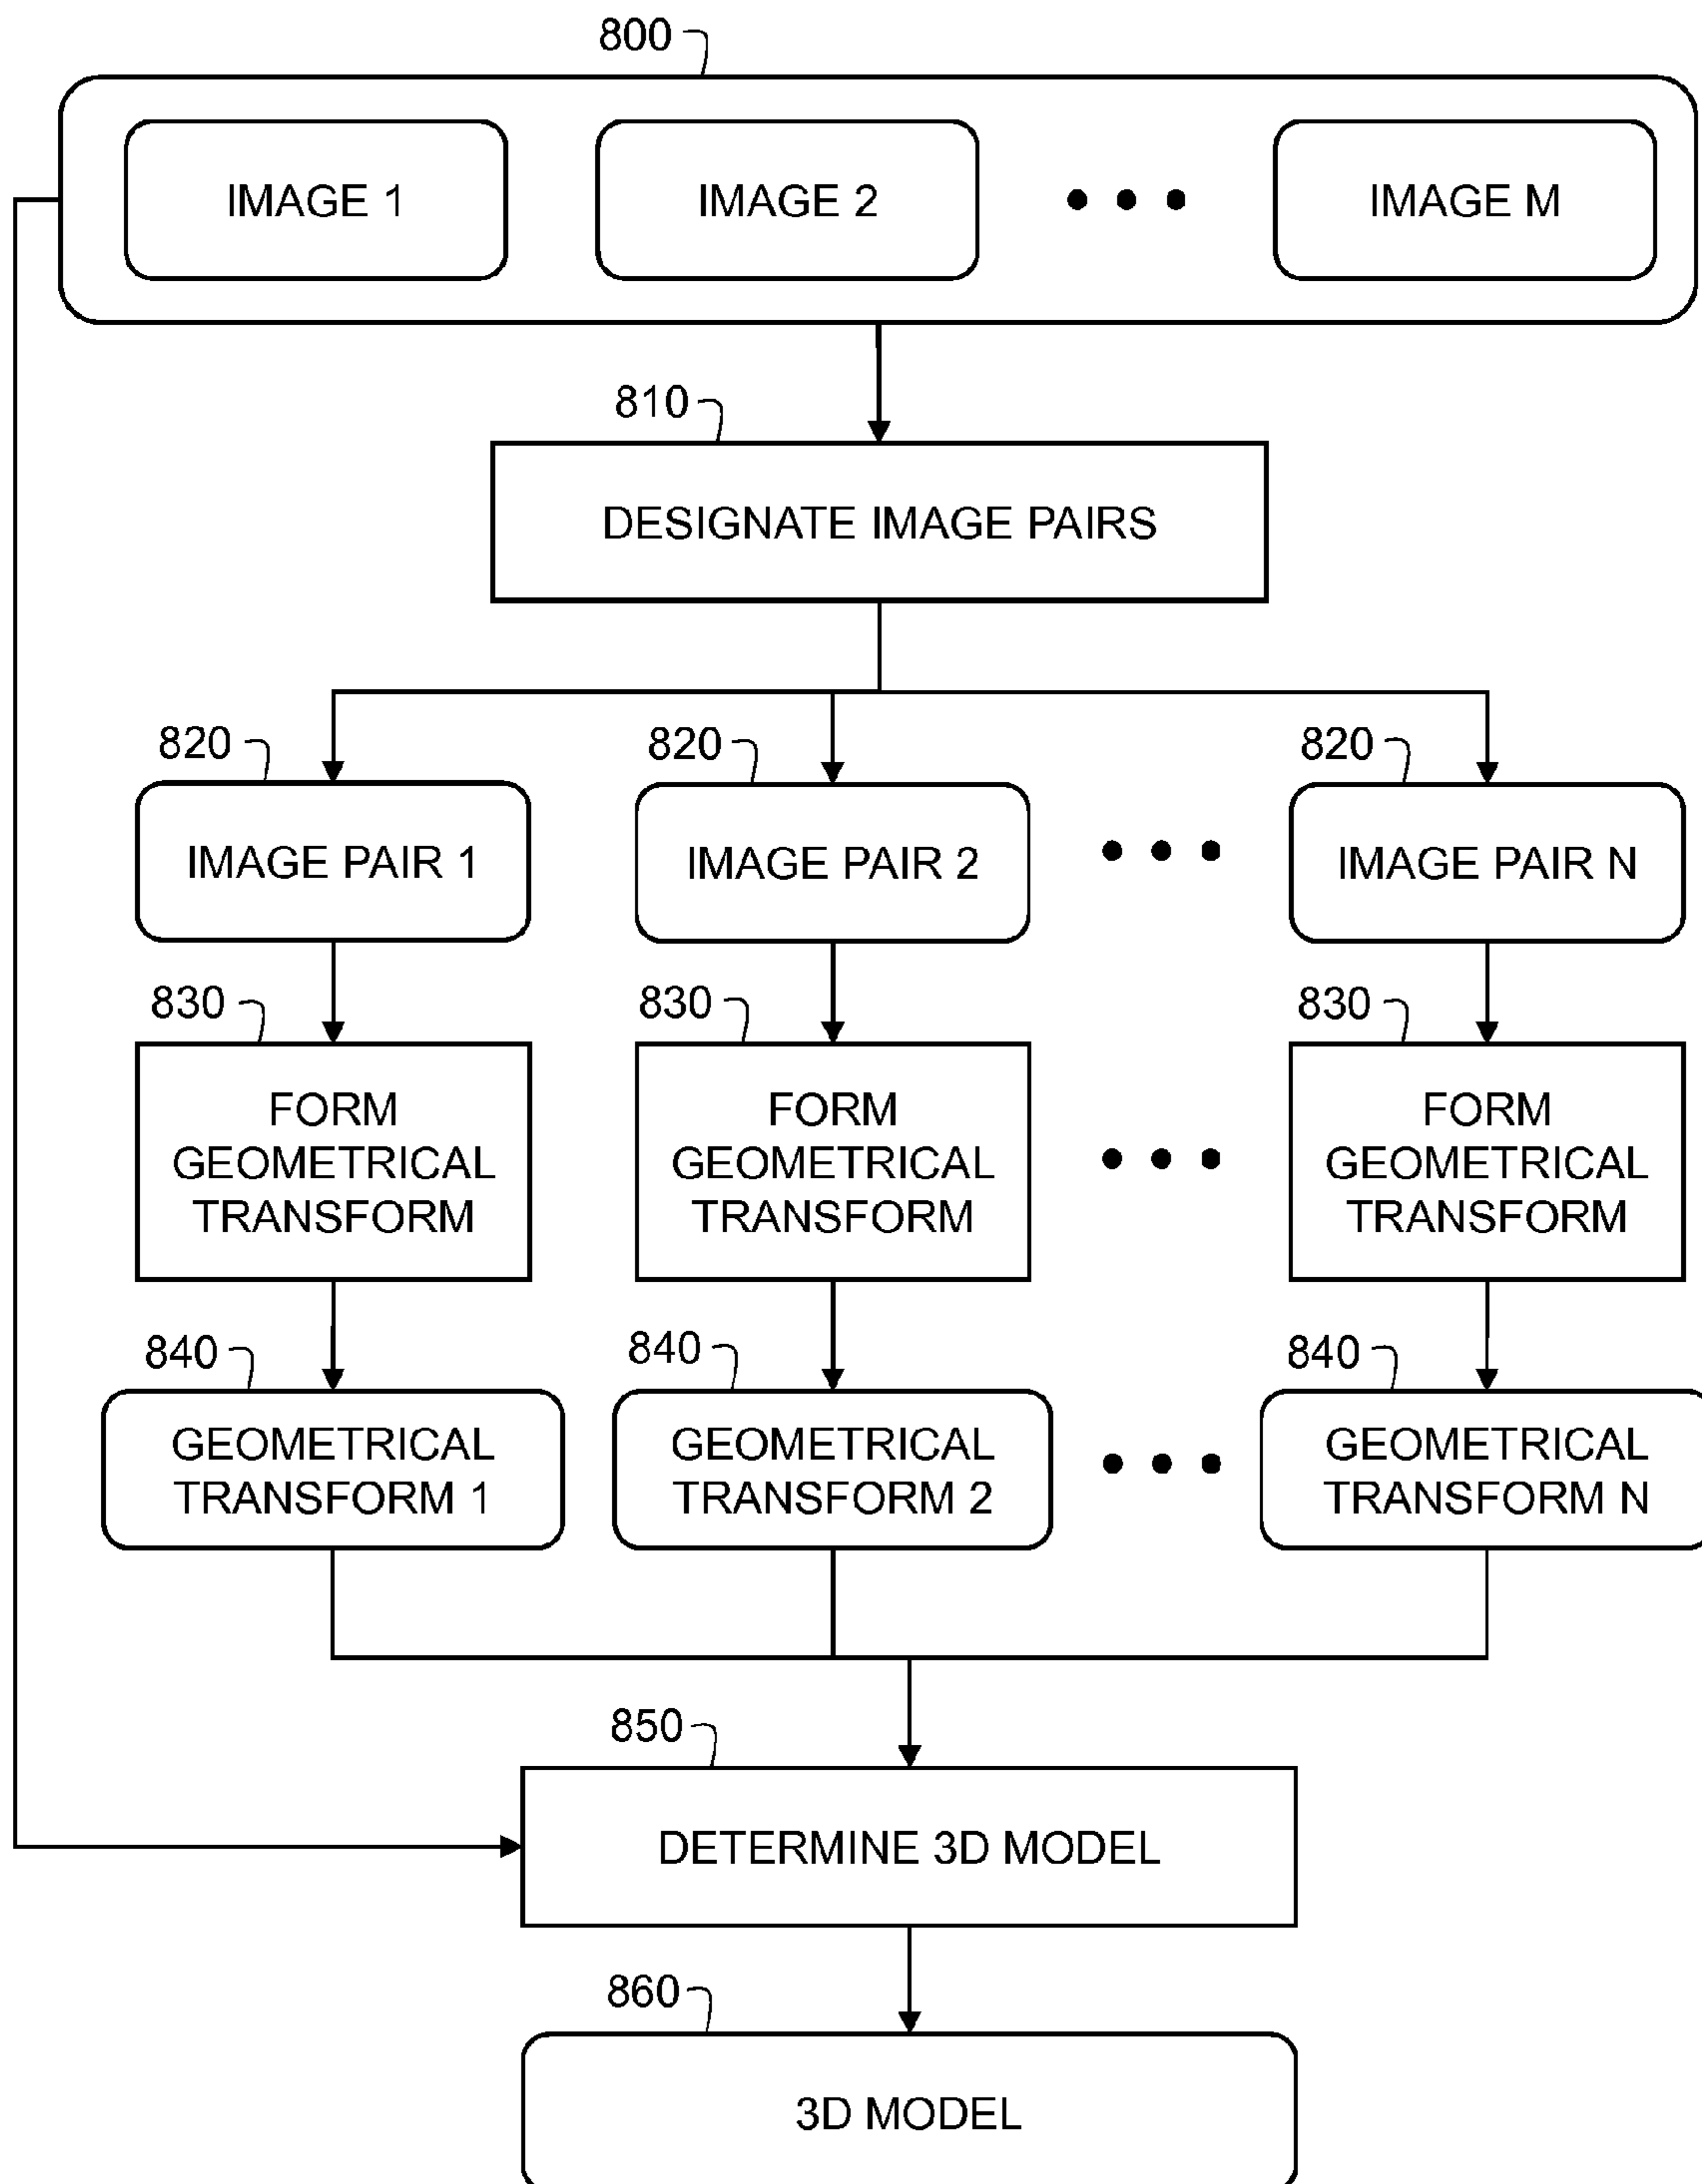 800
IMAGE 1
IMAGE 2
IMAGE M
810
DESIGNATE IMAGE PAIRS
820
820
820
IMAGE PAIR 1
IMAGE PAIR 2
IMAGE PAIR N
830
830
830
FORM
GEOMETRICAL
TRANSFORM
FORM
GEOMETRICAL
TRANSFORM
FORM
GEOMETRICAL
TRANSFORM
840
840
840
GEOMETRICAL
TRANSFORM 1
GEOMETRICAL
TRANSFORM 2
GEOMETRICAL
TRANSFORM N
850
DETERMINE 3D MODEL
860
3D MODEL